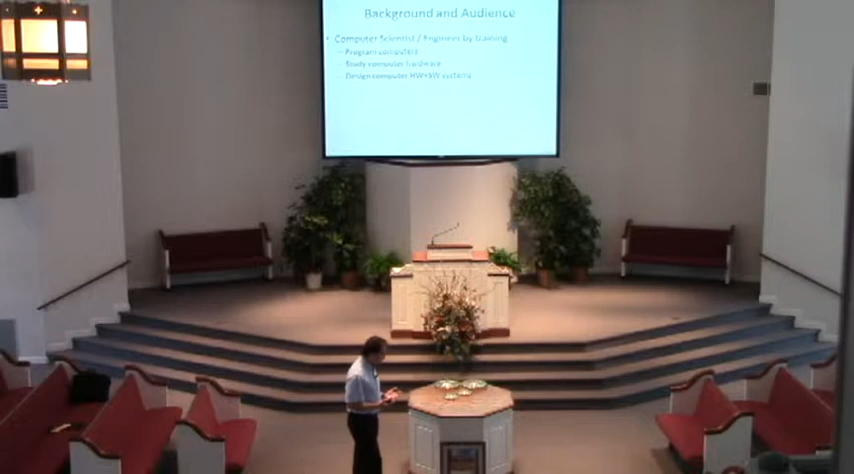 Background and Audience
• Computer Scientist / Engineer by training
– Program computers
– Study computer hardware
– Design computer HW+SW systems